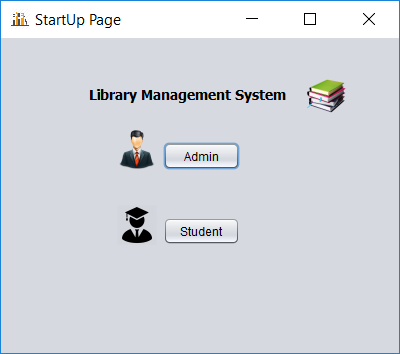 StartUp Page
Library Management System
Admin
Student